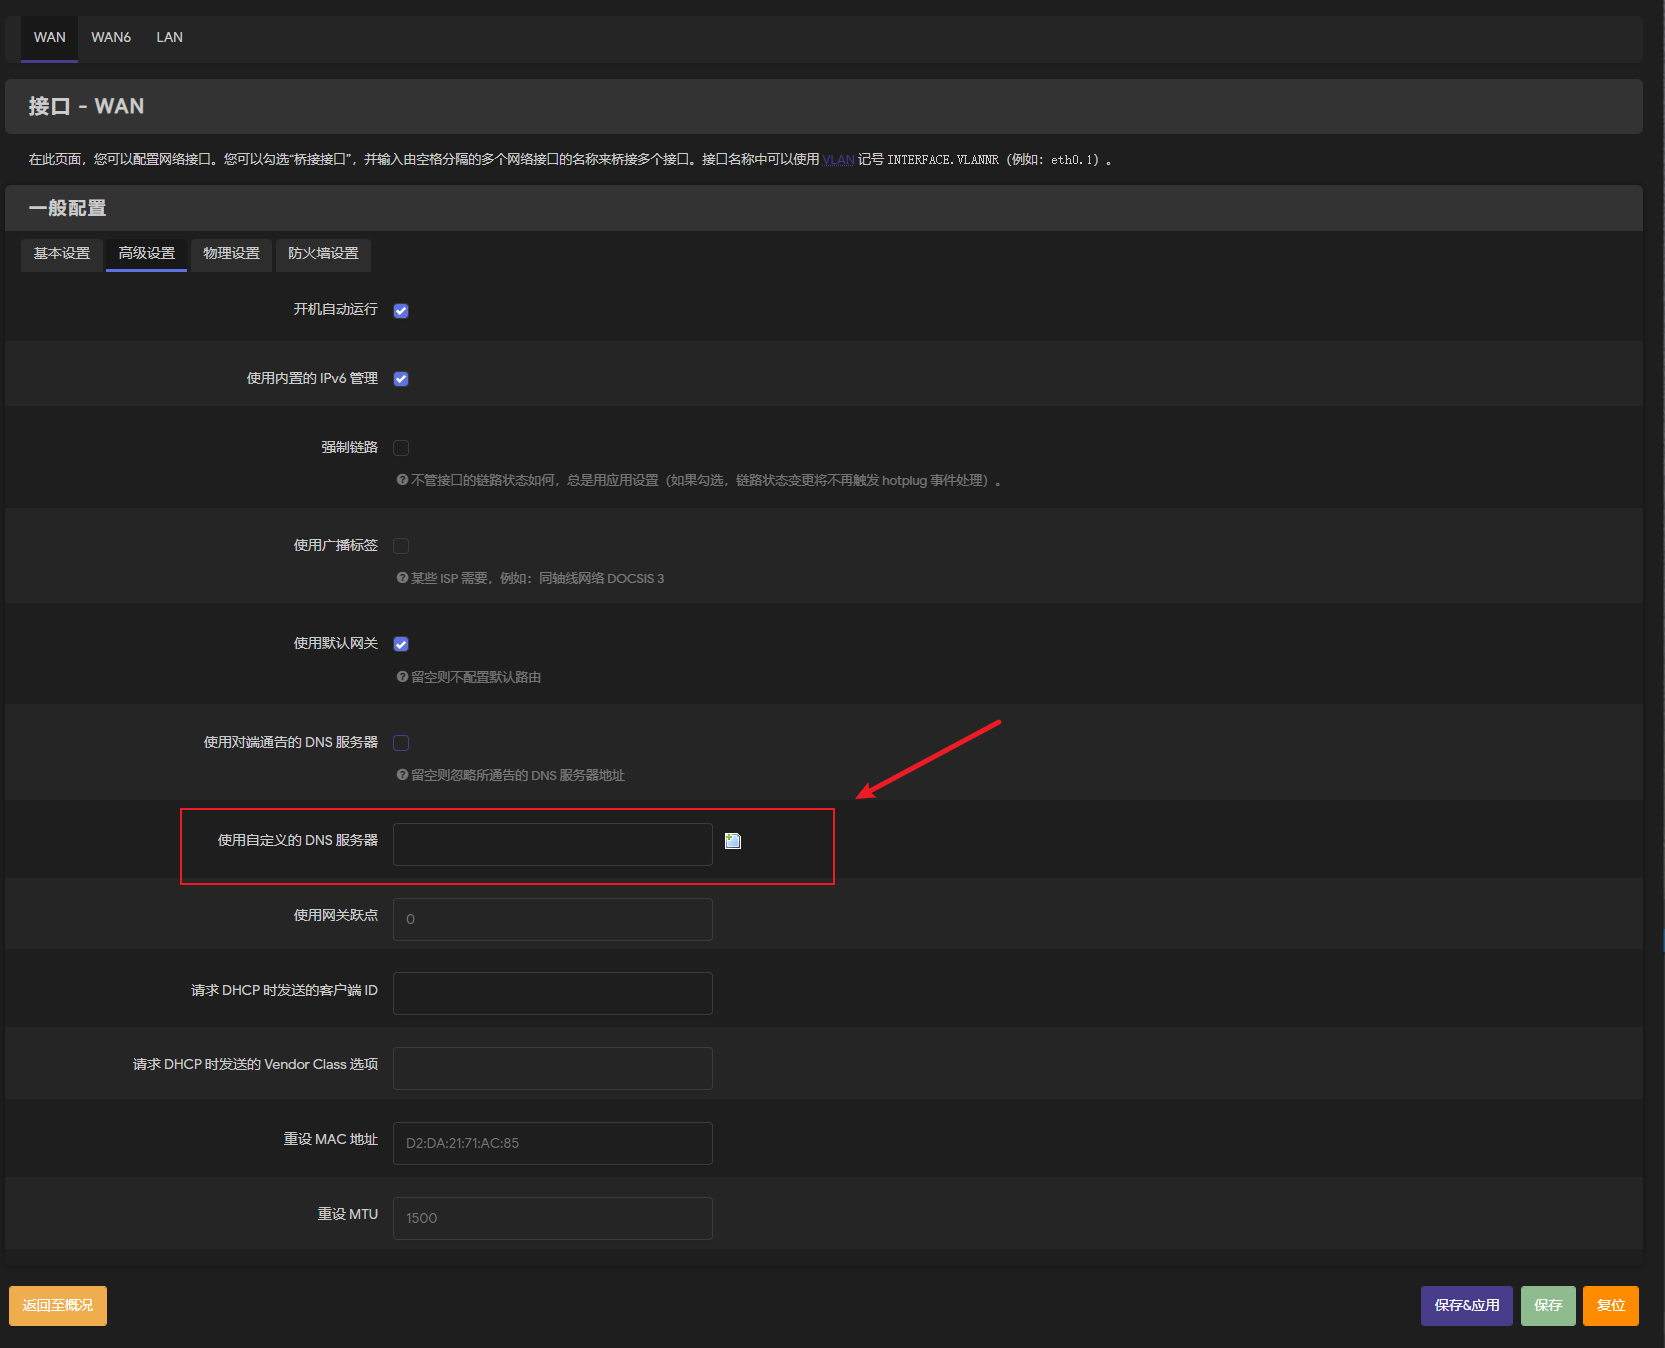 WAN WAN6 LAN
接口 - WAN
在此页面，您可以配置网络接口。您可以勾选“桥接接口”，并输入由空格分隔的多个网络接口的名称来桥接多个接口。接口名称中可以使用 VLAN 记号 INTERFACE.VLANNR（例如：eth0.1）。
一般配置
基本设置 高级设置 物理设置 防火墙设置
开机自动运行
使用内置的 IPv6 管理
强制链路
不管接口的链路状态如何，总是用应用设置（如果勾选，链路状态变更将不再触发 hotplug 事件处理）。
使用广播标签
某些 ISP 需要，例如：同轴线网络 DOCSIS 3
使用默认网关
留空则不配置默认路由
使用对端通告的 DNS 服务器
留空则忽略所通告的 DNS 服务器地址
使用自定义的 DNS 服务器
使用网关跃点 0
请求 DHCP 时发送的客户端 ID
请求 DHCP 时发送的 Vendor Class 选项
重设 MAC 地址 D2:DA:21:71:AC:85
重设 MTU 1500
返回至概况 保存&应用 保存 复位